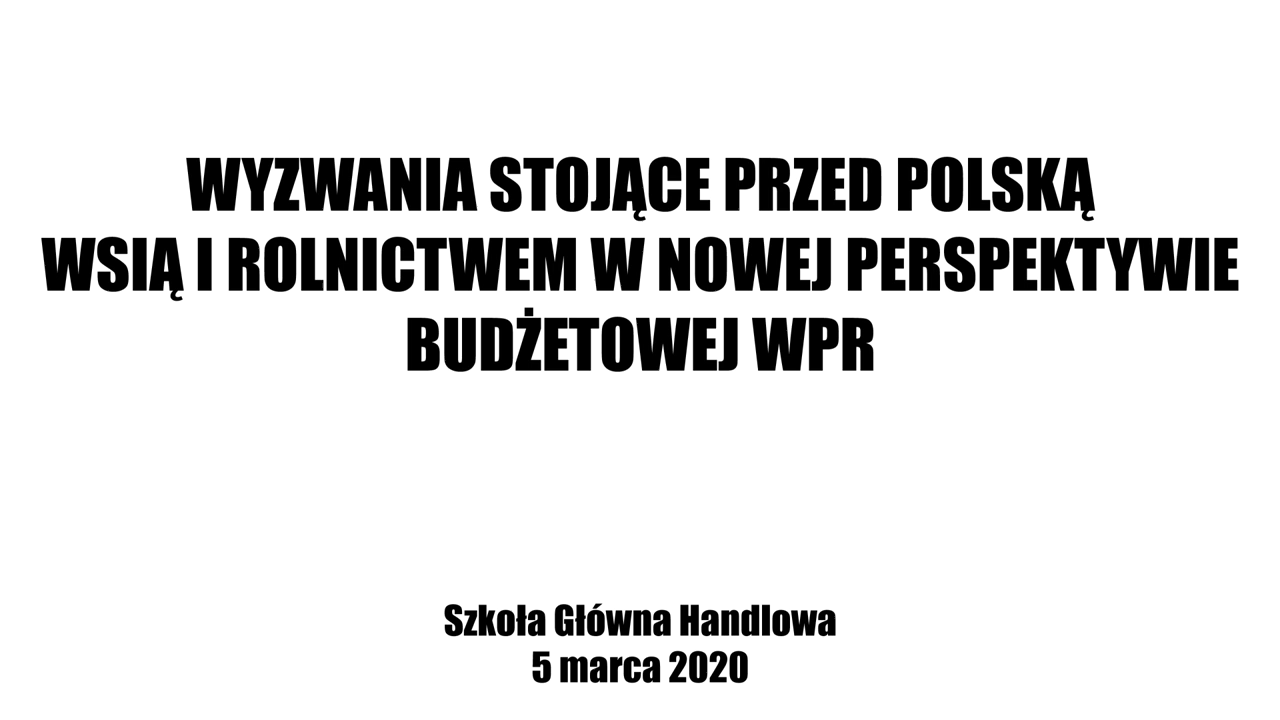 WYZWANIA STOJĄCE PRZED POLSKĄ
WSIĄ I ROLNICTWEM W NOWEJ PERSPEKTYWIE
BUDŻETOWEJ WPR
Szkoła Główna Handlowa
5 marca 2020